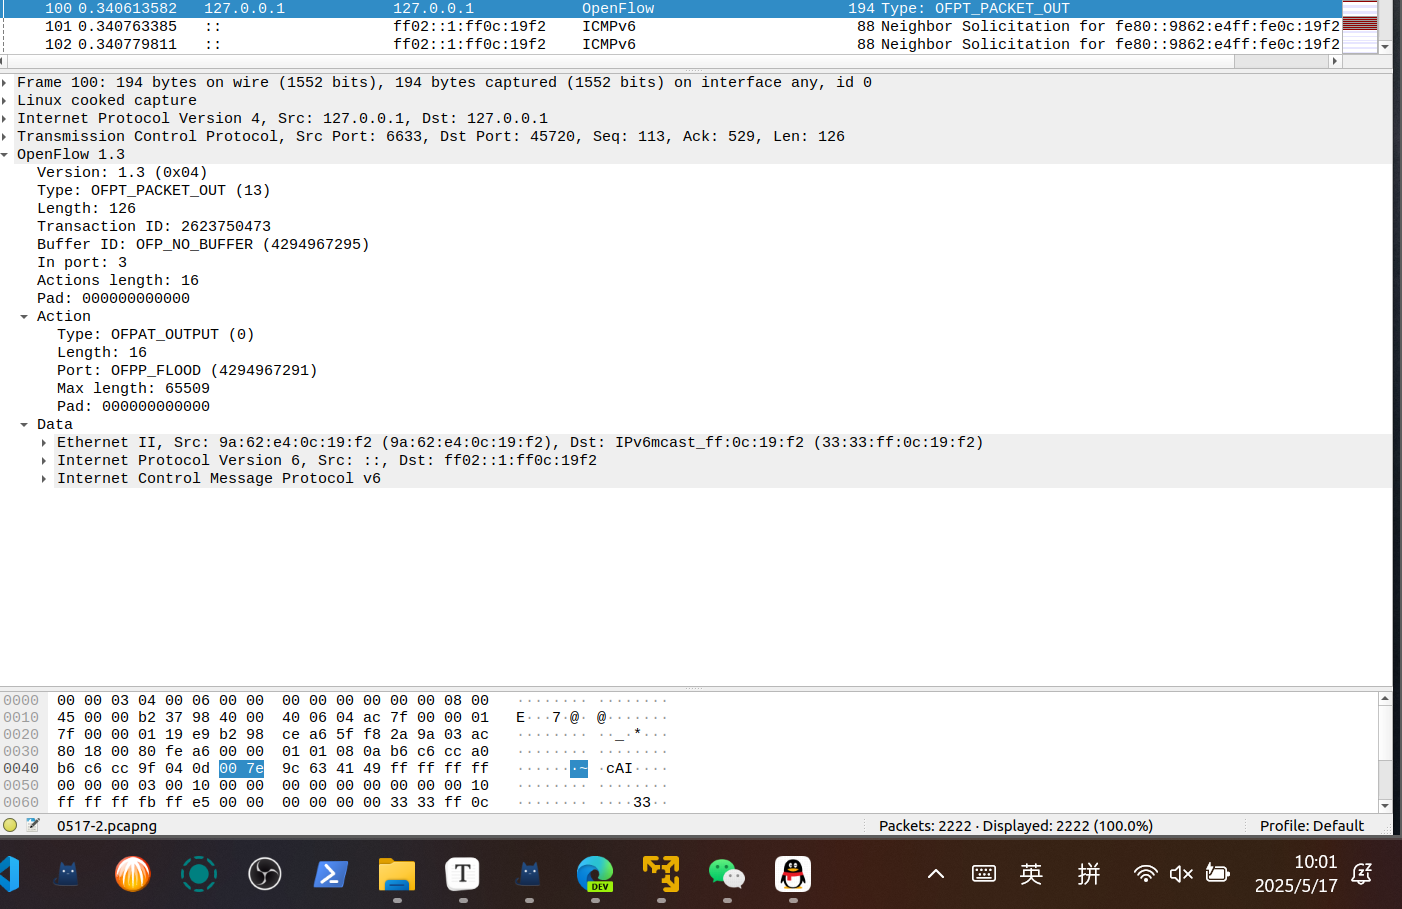 100 0.340613582 127.0.0.1 127.0.0.1 OpenFlow 194 Type: OFPT_PACKET_OUT
101 0.340763385 :: ff02::1:ff0c:19f2 ICMPv6 88 Neighbor Solicitation for fe80::9862:e4ff:fe0c:19f2
102 0.340779811 :: ff02::1:ff0c:19f2 ICMPv6 88 Neighbor Solicitation for fe80::9862:e4ff:fe0c:19f2
Frame 100: 194 bytes on wire (1552 bits), 194 bytes captured (1552 bits) on interface any, id 0
Linux cooked capture
Internet Protocol Version 4, Src: 127.0.0.1, Dst: 127.0.0.1
Transmission Control Protocol, Src Port: 6633, Dst Port: 45720, Seq: 113, Ack: 529, Len: 126
OpenFlow 1.3
Version: 1.3 (0x04)
Type: OFPT_PACKET_OUT (13)
Length: 126
Transaction ID: 2623750473
Buffer ID: OFP_NO_BUFFER (4294967295)
In port: 3
Actions length: 16
Pad: 000000000000
Action
Type: OFPAT_OUTPUT (0)
Length: 16
Port: OFPP_FLOOD (4294967291)
Max length: 65509
Pad: 000000000000
Data
Ethernet II, Src: 9a:62:e4:0c:19:f2 (9a:62:e4:0c:19:f2), Dst: IPv6mcast_ff:0c:19:f2 (33:33:ff:0c:19:f2)
Internet Protocol Version 6, Src: ::, Dst: ff02::1:ff0c:19f2
Internet Control Message Protocol v6
0000 00 00 03 04 00 06 00 00 00 00 00 00 00 00 08 00 ········ ········
0010 45 00 00 b2 37 98 40 00 40 06 04 ac 7f 00 00 01 E···7·@· @·······
0020 7f 00 00 01 19 e9 b2 98 ce a6 5f f8 2a 9a 03 ac ········ ··_·*···
0030 80 18 00 80 fe a6 00 00 01 01 08 0a b6 c6 cc a0 ········ ········
0040 b6 c6 cc 9f 04 0d 00 7e 9c 63 41 49 ff ff ff ff ·······~ ·cAI····
0050 00 00 00 03 00 10 00 00 00 00 00 00 00 00 00 10 ········ ········
0060 ff ff ff fb ff e5 00 00 00 00 00 00 33 33 ff 0c ········ ····33··
0517-2.pcapng Packets: 2222 · Displayed: 2222 (100.0%) Profile: Default
T DEV 英 拼 10:01
2025/5/17